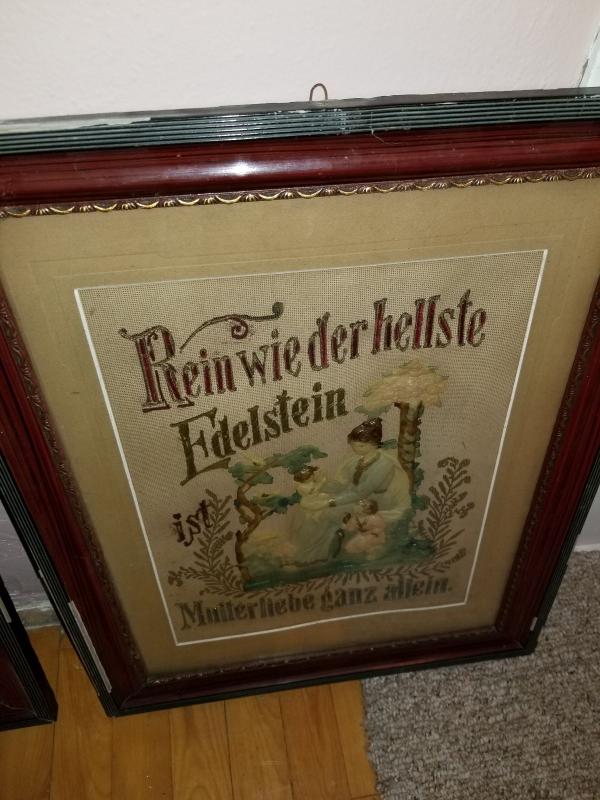 Rein wie der hellste
Edelstein
ist
Mutterliebe ganz allein.